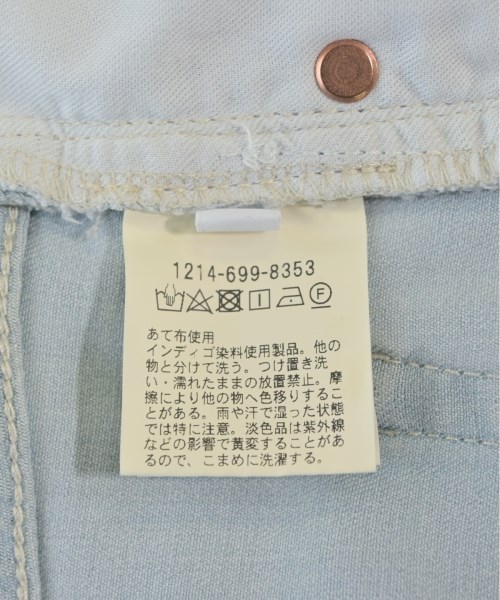 1214-699-8353
あて布使用
インディゴ染料使用製品。他の
物と分けて洗う。つけ置き洗
い・濡れたままの放置禁止。摩
擦により他の物へ色移りするこ
とがある。雨や汗で湿った状態
では特に注意。淡色品は紫外線
などの影響で黄変することがあ
るので、こまめに洗濯する。